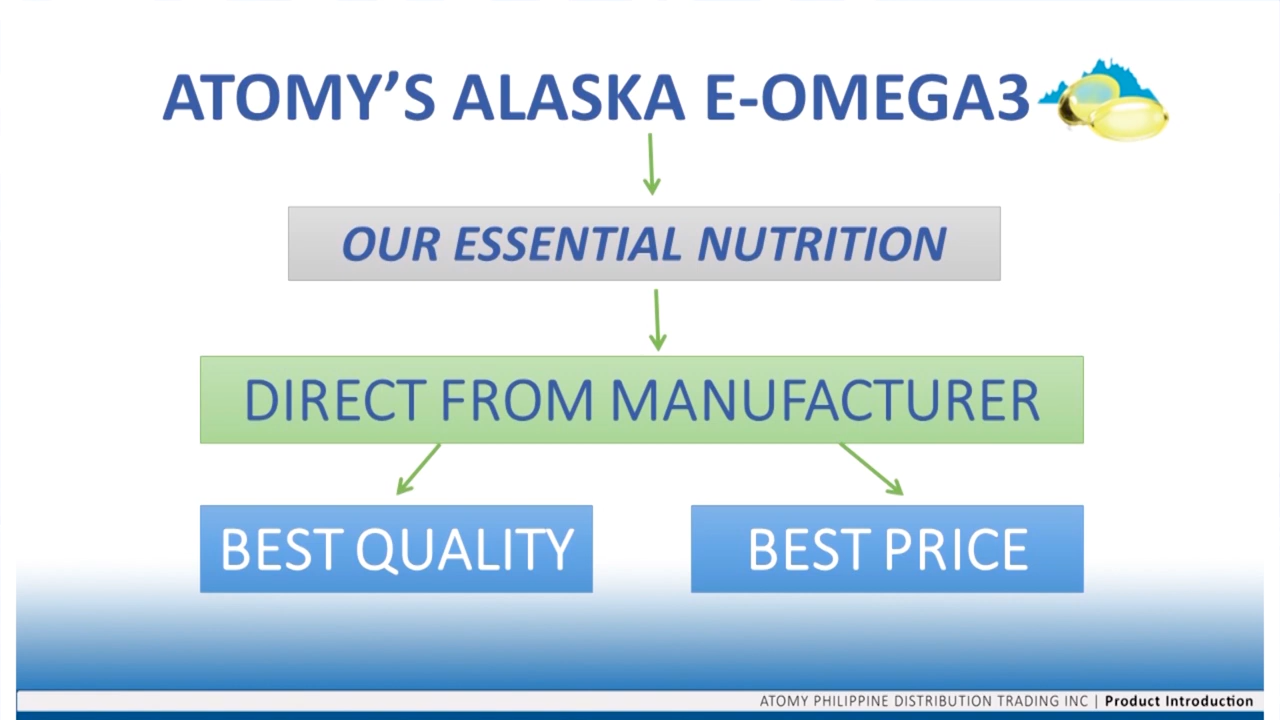 ATOMY’S ALASKA E-OMEGA3
OUR ESSENTIAL NUTRITION
DIRECT FROM MANUFACTURER
BEST QUALITY
BEST PRICE
ATOMY PHILIPPINE DISTRIBUTION TRADING INC | Product Introduction